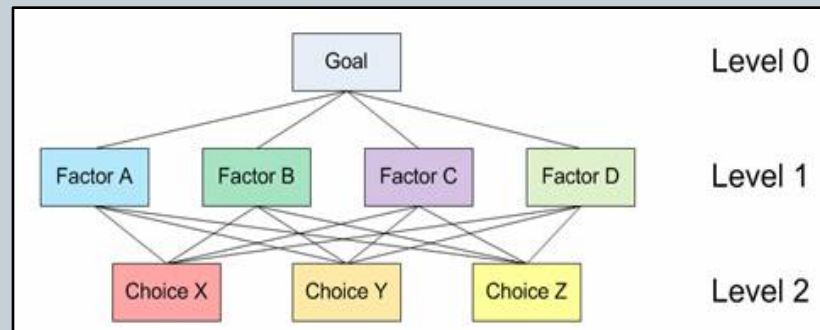 Goal
Level 0
Factor A
Factor B
Factor C
Factor D
Level 1
Choice X
Choice Y
Choice Z
Level 2